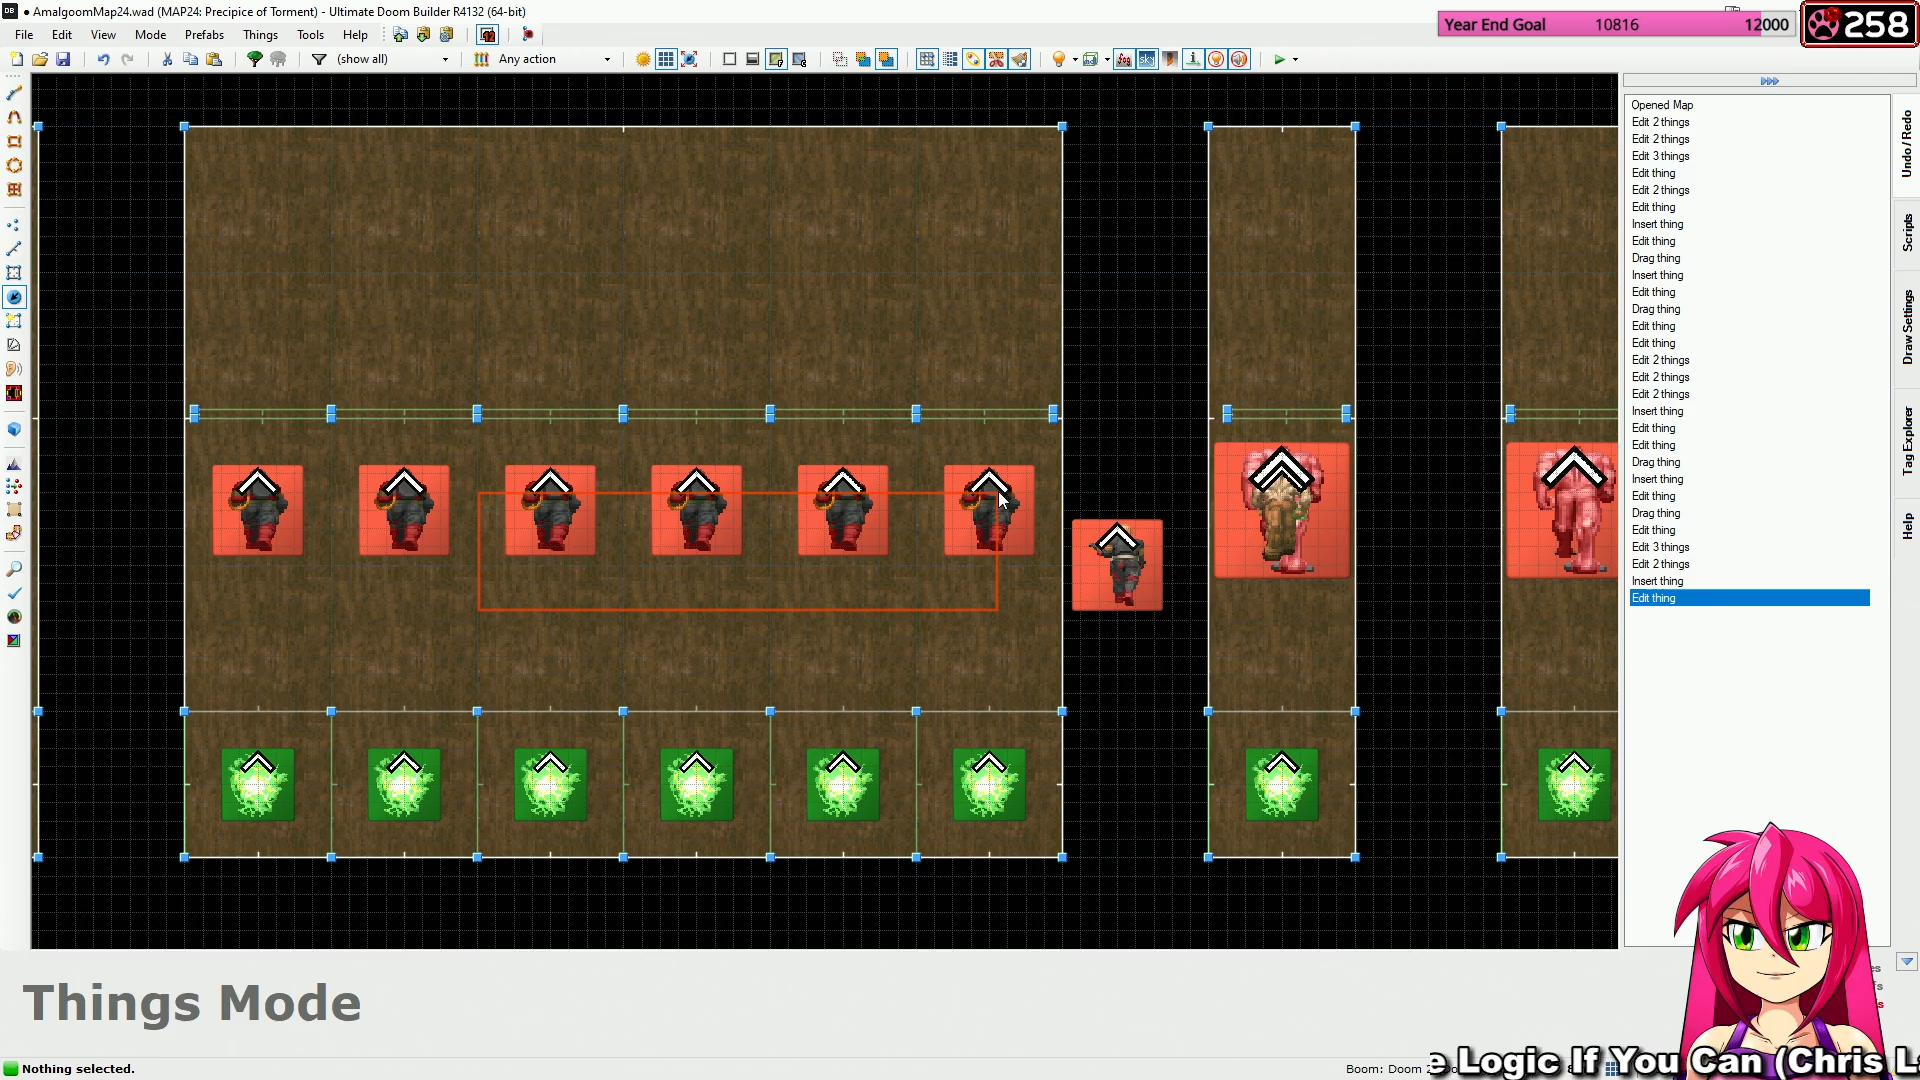 AmalgoomMap24.wad (MAP24: Precipice of Torment) - Ultimate Doom Builder R4132 (64-bit)
Year End Goal 10816 12000
258
File Edit View Mode Prefabs Things Tools Help
(show all)
Any action
Opened Map
Edit 2 things
Edit 2 things
Edit 3 things
Edit thing
Edit 2 things
Edit thing
Insert thing
Edit thing
Drag thing
Insert thing
Edit thing
Drag thing
Edit thing
Edit thing
Edit 2 things
Edit 2 things
Edit 2 things
Insert thing
Edit thing
Edit thing
Drag thing
Insert thing
Edit thing
Drag thing
Edit thing
Edit 3 things
Edit 2 things
Insert thing
Edit thing
Undo / Redo
Scripts
Draw Settings
Tag Explorer
Help
Things Mode
Nothing selected.
Boom: Doom 2
e Logic If You Can (Chris L